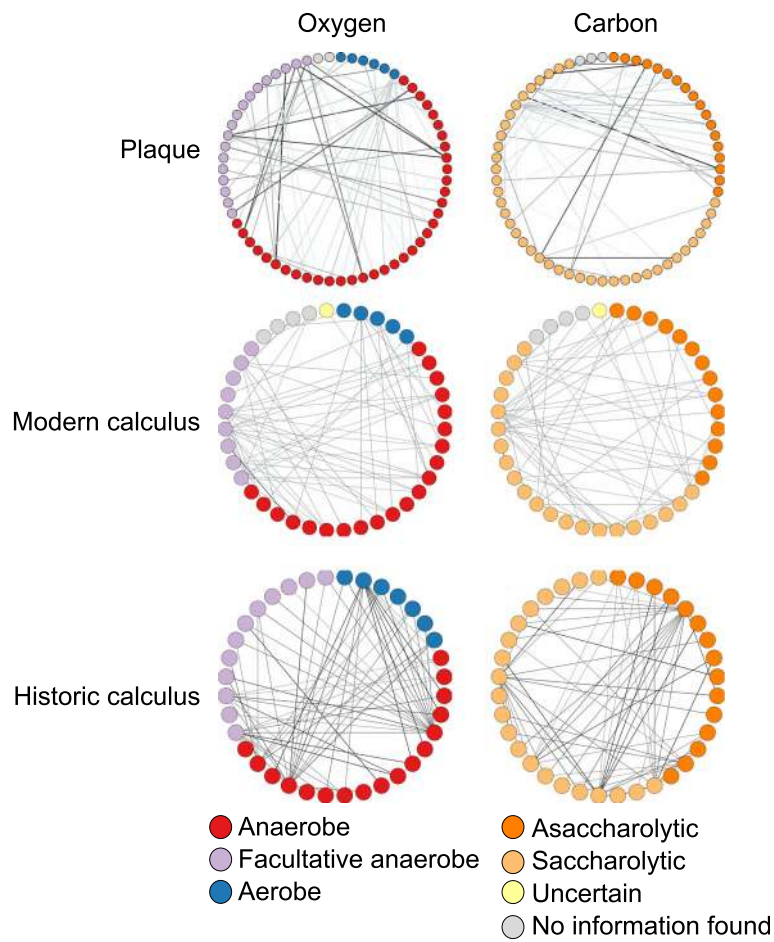 Oxygen
Carbon
Plaque
Modern calculus
Historic calculus
Anaerobe
Facultative anaerobe
Aerobe
Asaccharolytic
Saccharolytic
Uncertain
No information found